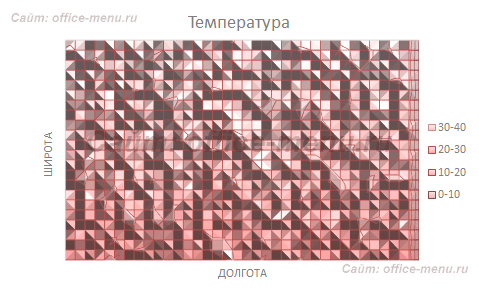 Сайт: office-menu.ru
Температура
ШИРОТА
30-40
20-30
10-20
0-10
ДОЛГОТА
Сайт: office-menu.ru